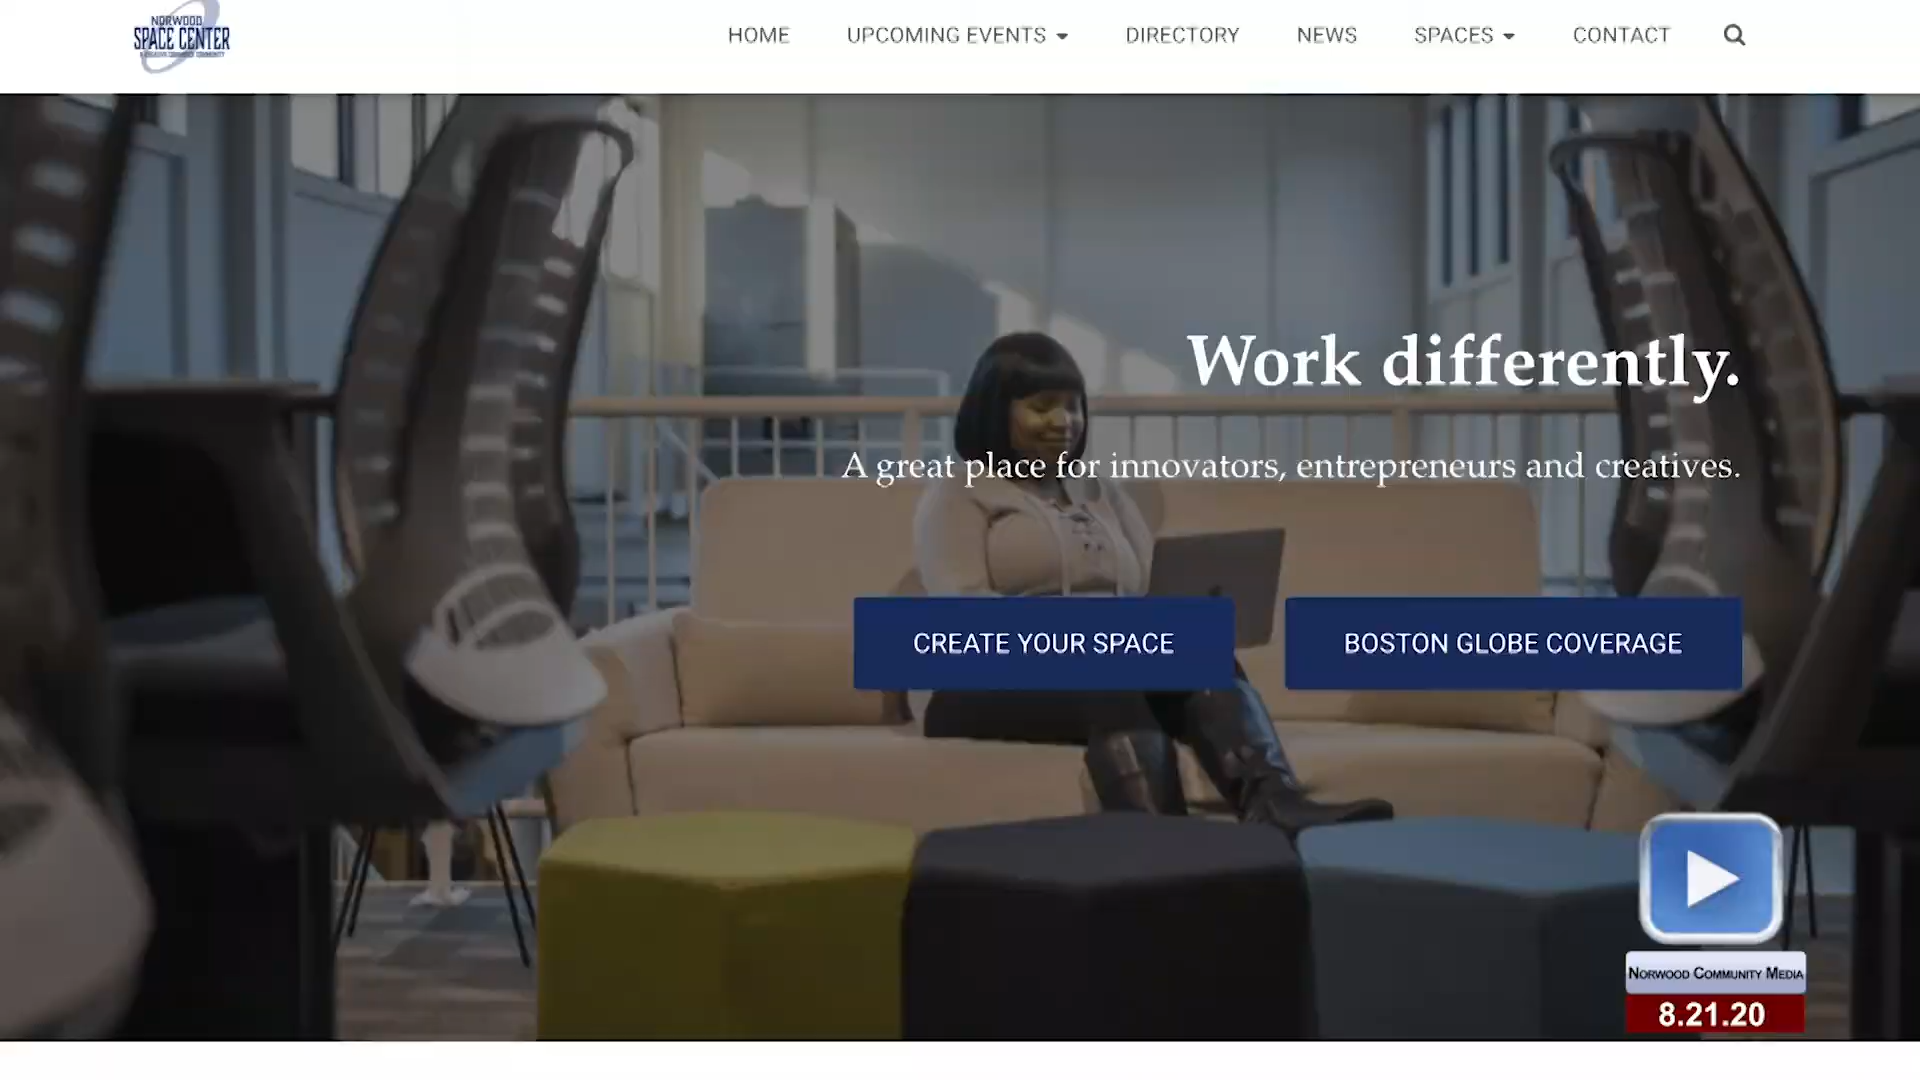 NORWOOD
SPACE CENTER
HOME
UPCOMING EVENTS
DIRECTORY
NEWS
SPACES
CONTACT
Work differently.
A great place for innovators, entrepreneurs and creatives.
CREATE YOUR SPACE
BOSTON GLOBE COVERAGE
NORWOOD COMMUNITY MEDIA
8.21.20